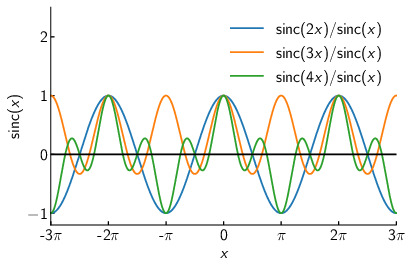 sinc(2x)/sinc(x)
sinc(3x)/sinc(x)
sinc(4x)/sinc(x)
sinc(x)
2
1
0
−1
-3π -2π -π 0 π 2π 3π
x